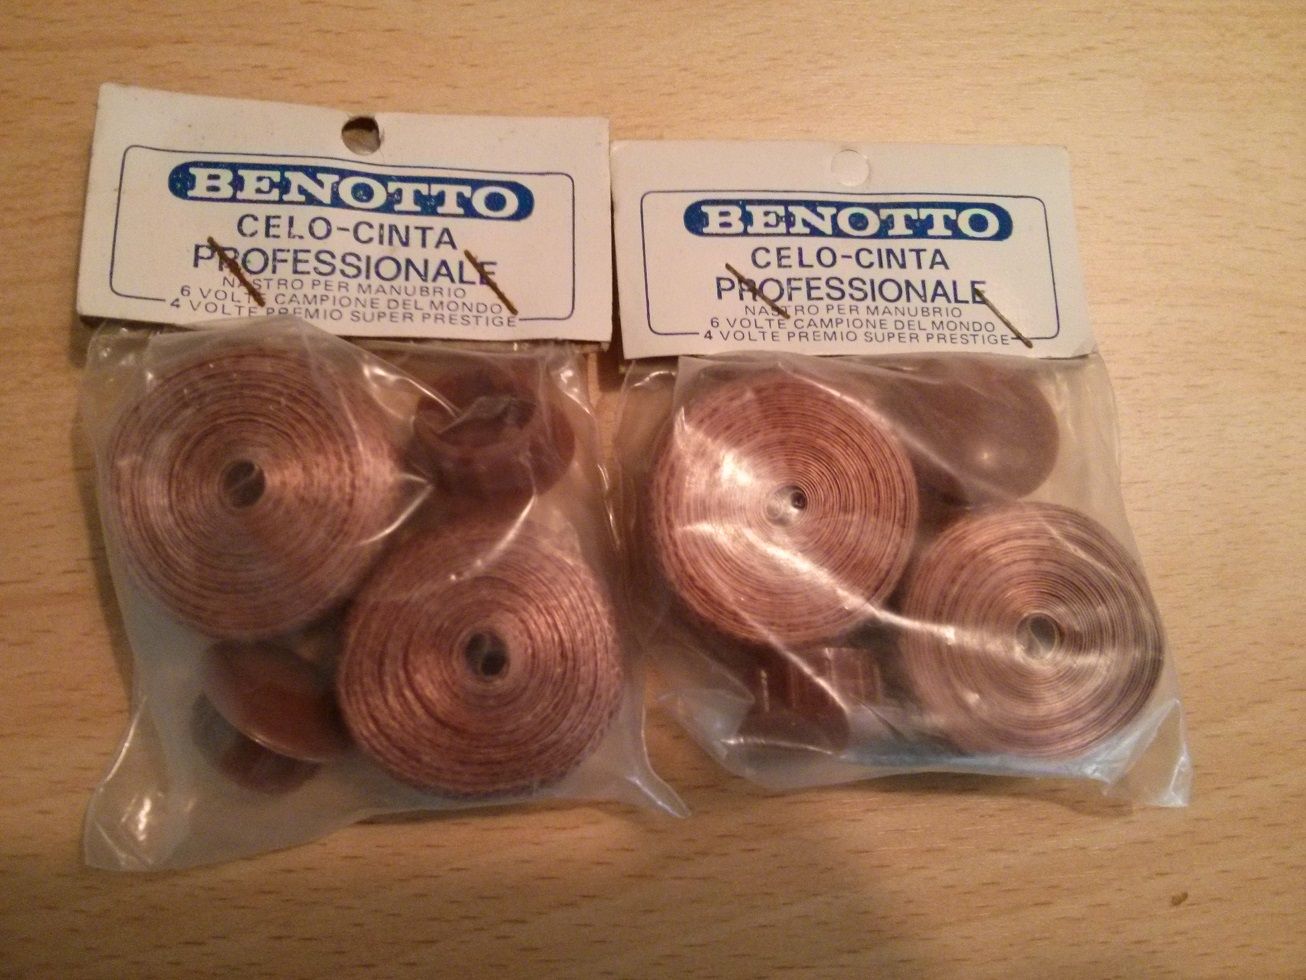 BENOTTO
CELO-CINTA
PROFESSIONALE
NASTRO PER MANUBRIO
6 VOLTE CAMPIONE DEL MONDO
4 VOLTE PREMIO SUPER PRESTIGE
BENOTTO
CELO-CINTA
PROFESSIONALE
NASTRO PER MANUBRIO
6 VOLTE CAMPIONE DEL MONDO
4 VOLTE PREMIO SUPER PRESTIGE